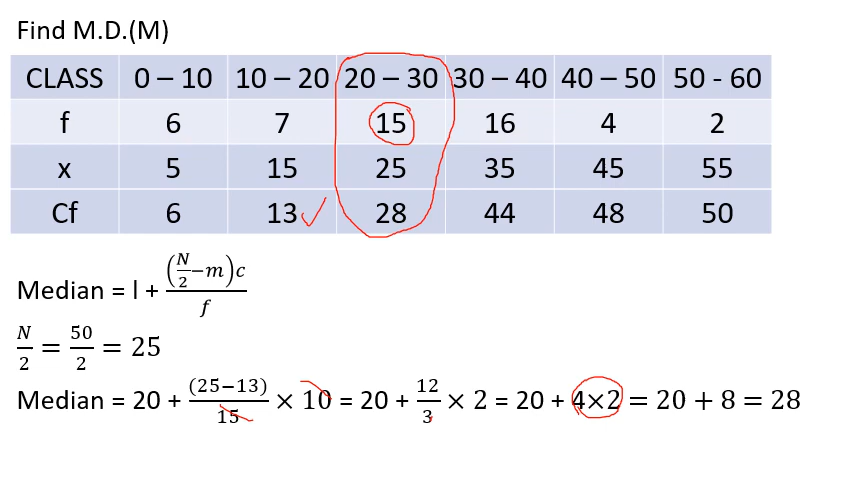 Find M.D.(M)
CLASS 0 – 10 10 – 20 20 – 30 30 – 40 40 – 50 50 - 60
f 6 7 15 16 4 2
x 5 15 25 35 45 55
Cf 6 13 28 44 48 50
Median = l + (N/2−m)c/f
N/2 = 50/2 = 25
Median = 20 + (25−13)/15 × 10 = 20 + 12/3 × 2 = 20 + 4×2 = 20 + 8 = 28